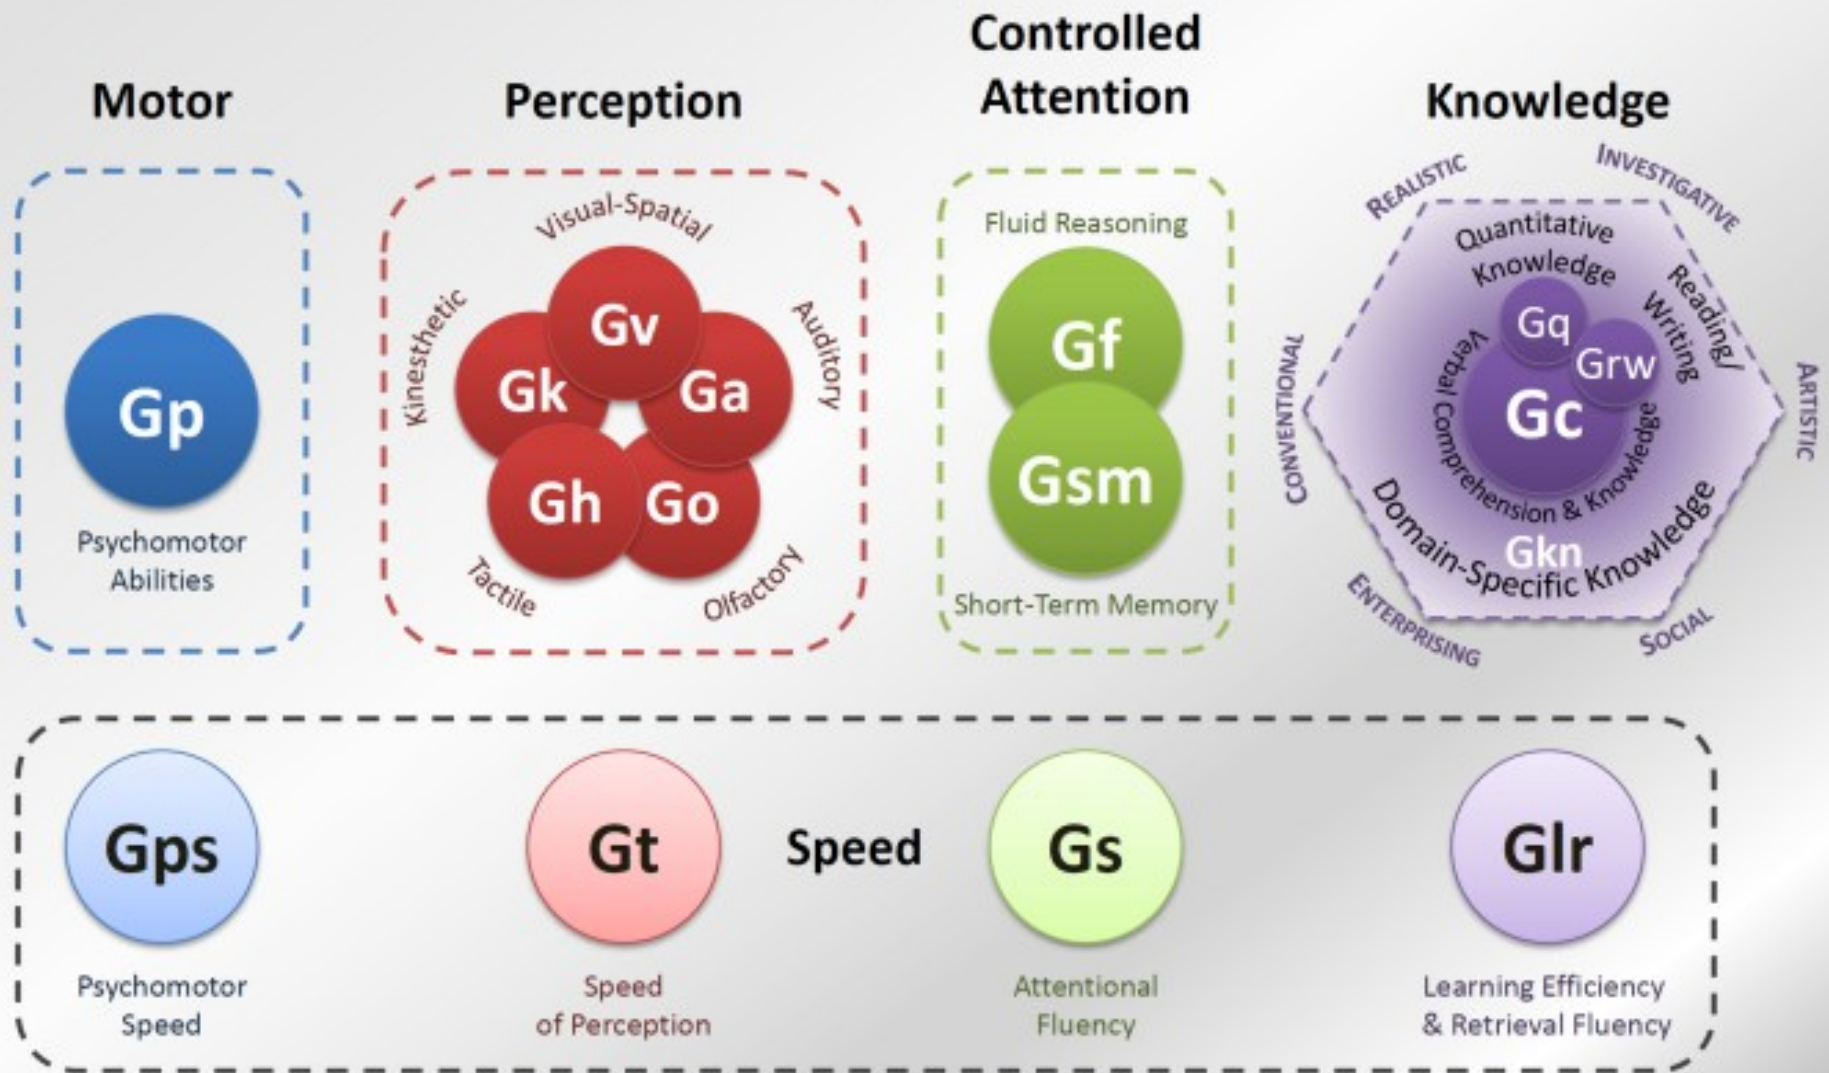 Motor
Perception
Controlled
Attention
Knowledge
Gp
Psychomotor
Abilities
Visual-Spatial
Kinesthetic
Auditory
Gv
Gk
Ga
Gh
Go
Tactile
Olfactory
Fluid Reasoning
Gf
Gsm
Short-Term Memory
REALISTIC
INVESTIGATIVE
CONVENTIONAL
ARTISTIC
ENTERPRISING
SOCIAL
Quantitative
Knowledge
Reading/
Writing
Gq
Grw
Gc
Verbal Comprehension & Knowledge
Gkn
Domain-Specific Knowledge
Gps
Gt
Speed
Gs
Glr
Psychomotor
Speed
Speed
of Perception
Attentional
Fluency
Learning Efficiency
& Retrieval Fluency